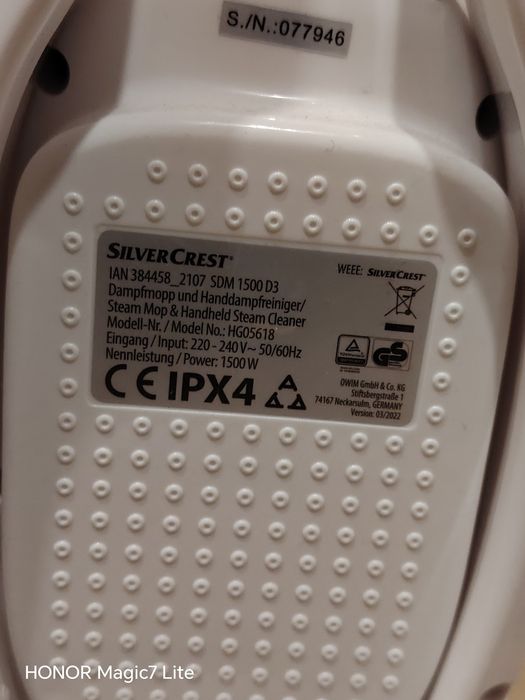 S./N.:077946
SILVERCREST®
IAN 384458_2107 SDM 1500 D3
Dampfmopp und Handdampfreiniger/
Steam Mop & Handheld Steam Cleaner
Modell-Nr. / Model No.: HG05618
Eingang / Input: 220 - 240 V~ 50/60Hz
Nennleistung / Power: 1500 W
CE IPX4
WEEE: SILVERCREST®
GS
OWIM GmbH & Co. KG
Stiftsbergstraße 1
74167 Neckarsulm, GERMANY
Version: 03/2022
HONOR Magic7 Lite